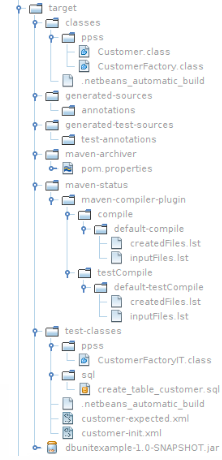 target
classes
ppss
Customer.class
CustomerFactory.class
.netbeans_automatic_build
generated-sources
annotations
generated-test-sources
test-annotations
maven-archiver
pom.properties
maven-status
maven-compiler-plugin
compile
default-compile
createdFiles.lst
inputFiles.lst
testCompile
default-testCompile
createdFiles.lst
inputFiles.lst
test-classes
ppss
CustomerFactoryIT.class
sql
create_table_customer.sql
.netbeans_automatic_build
customer-expected.xml
customer-init.xml
dbunitexample-1.0-SNAPSHOT.jar